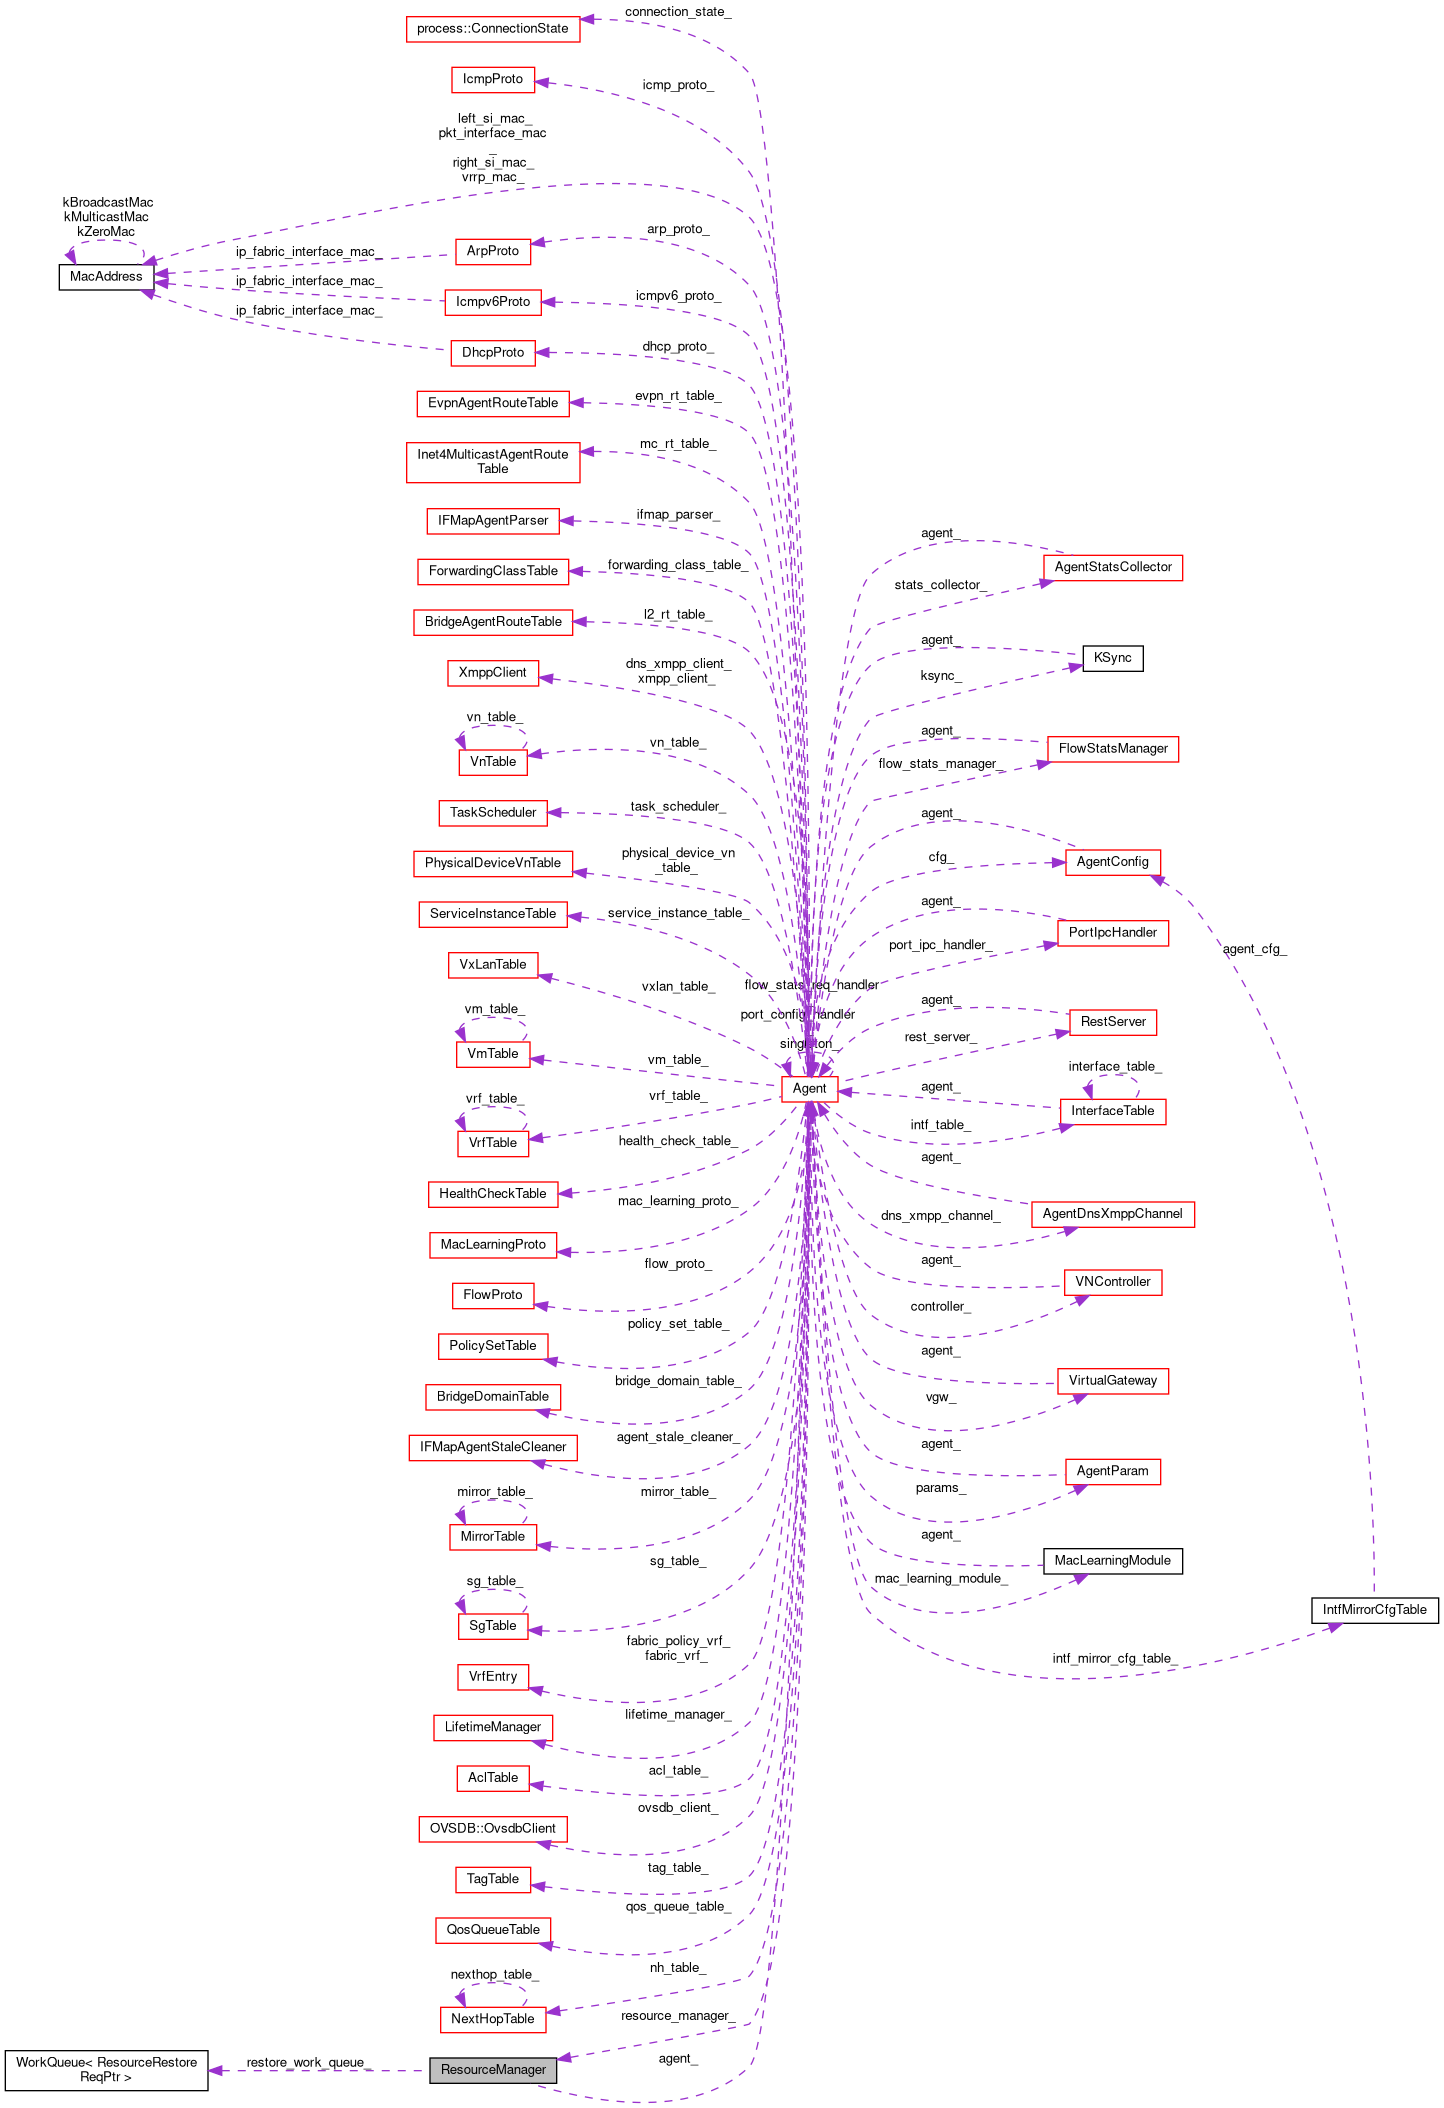 connection_state_
process::ConnectionState
IcmpProto
icmp_proto_
left_si_mac_
pkt_interface_mac
_
right_si_mac_
vrrp_mac_
kBroadcastMac
kMulticastMac
kZeroMac
MacAddress
ip_fabric_interface_mac_
ArpProto
arp_proto_
ip_fabric_interface_mac_
Icmpv6Proto
icmpv6_proto_
ip_fabric_interface_mac_
DhcpProto
dhcp_proto_
EvpnAgentRouteTable
evpn_rt_table_
Inet4MulticastAgentRoute
Table
mc_rt_table_
IFMapAgentParser
ifmap_parser_
ForwardingClassTable
forwarding_class_table_
BridgeAgentRouteTable
l2_rt_table_
XmppClient
dns_xmpp_client_
xmpp_client_
vn_table_
VnTable
vn_table_
TaskScheduler
task_scheduler_
PhysicalDeviceVnTable
physical_device_vn
_table_
ServiceInstanceTable
service_instance_table_
VxLanTable
vxlan_table_
vm_table_
VmTable
vm_table_
vrf_table_
VrfTable
vrf_table_
HealthCheckTable
health_check_table_
MacLearningProto
mac_learning_proto_
FlowProto
flow_proto_
PolicySetTable
policy_set_table_
BridgeDomainTable
bridge_domain_table_
IFMapAgentStaleCleaner
agent_stale_cleaner_
mirror_table_
MirrorTable
mirror_table_
sg_table_
SgTable
sg_table_
VrfEntry
fabric_policy_vrf_
fabric_vrf_
LifetimeManager
lifetime_manager_
AclTable
acl_table_
OVSDB::OvsdbClient
ovsdb_client_
TagTable
tag_table_
QosQueueTable
qos_queue_table_
nexthop_table_
NextHopTable
nh_table_
resource_manager_
WorkQueue< ResourceRestore
ReqPtr >
restore_work_queue_
ResourceManager
agent_
flow_stats_req_handler
port_config_handler
singleton_
Agent
agent_
AgentStatsCollector
stats_collector_
agent_
KSync
ksync_
agent_
FlowStatsManager
flow_stats_manager_
agent_
AgentConfig
cfg_
agent_
PortIpcHandler
port_ipc_handler_
agent_cfg_
agent_
RestServer
rest_server_
interface_table_
agent_
InterfaceTable
intf_table_
agent_
AgentDnsXmppChannel
dns_xmpp_channel_
agent_
VNController
controller_
agent_
VirtualGateway
vgw_
agent_
AgentParam
params_
agent_
MacLearningModule
mac_learning_module_
IntfMirrorCfgTable
intf_mirror_cfg_table_